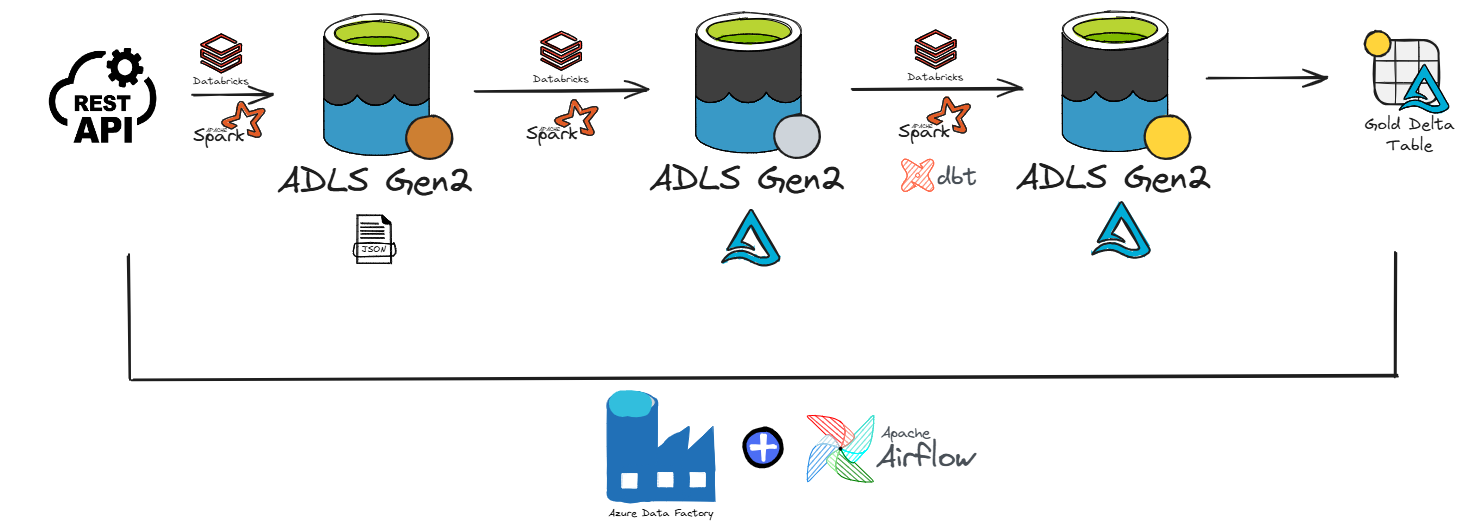 REST
API
Databricks
APACHE
Spark
ADLS Gen2
JSON
Databricks
APACHE
Spark
ADLS Gen2
Databricks
APACHE
Spark
dbt
ADLS Gen2
Gold Delta
Table
Azure Data Factory
Apache
Airflow